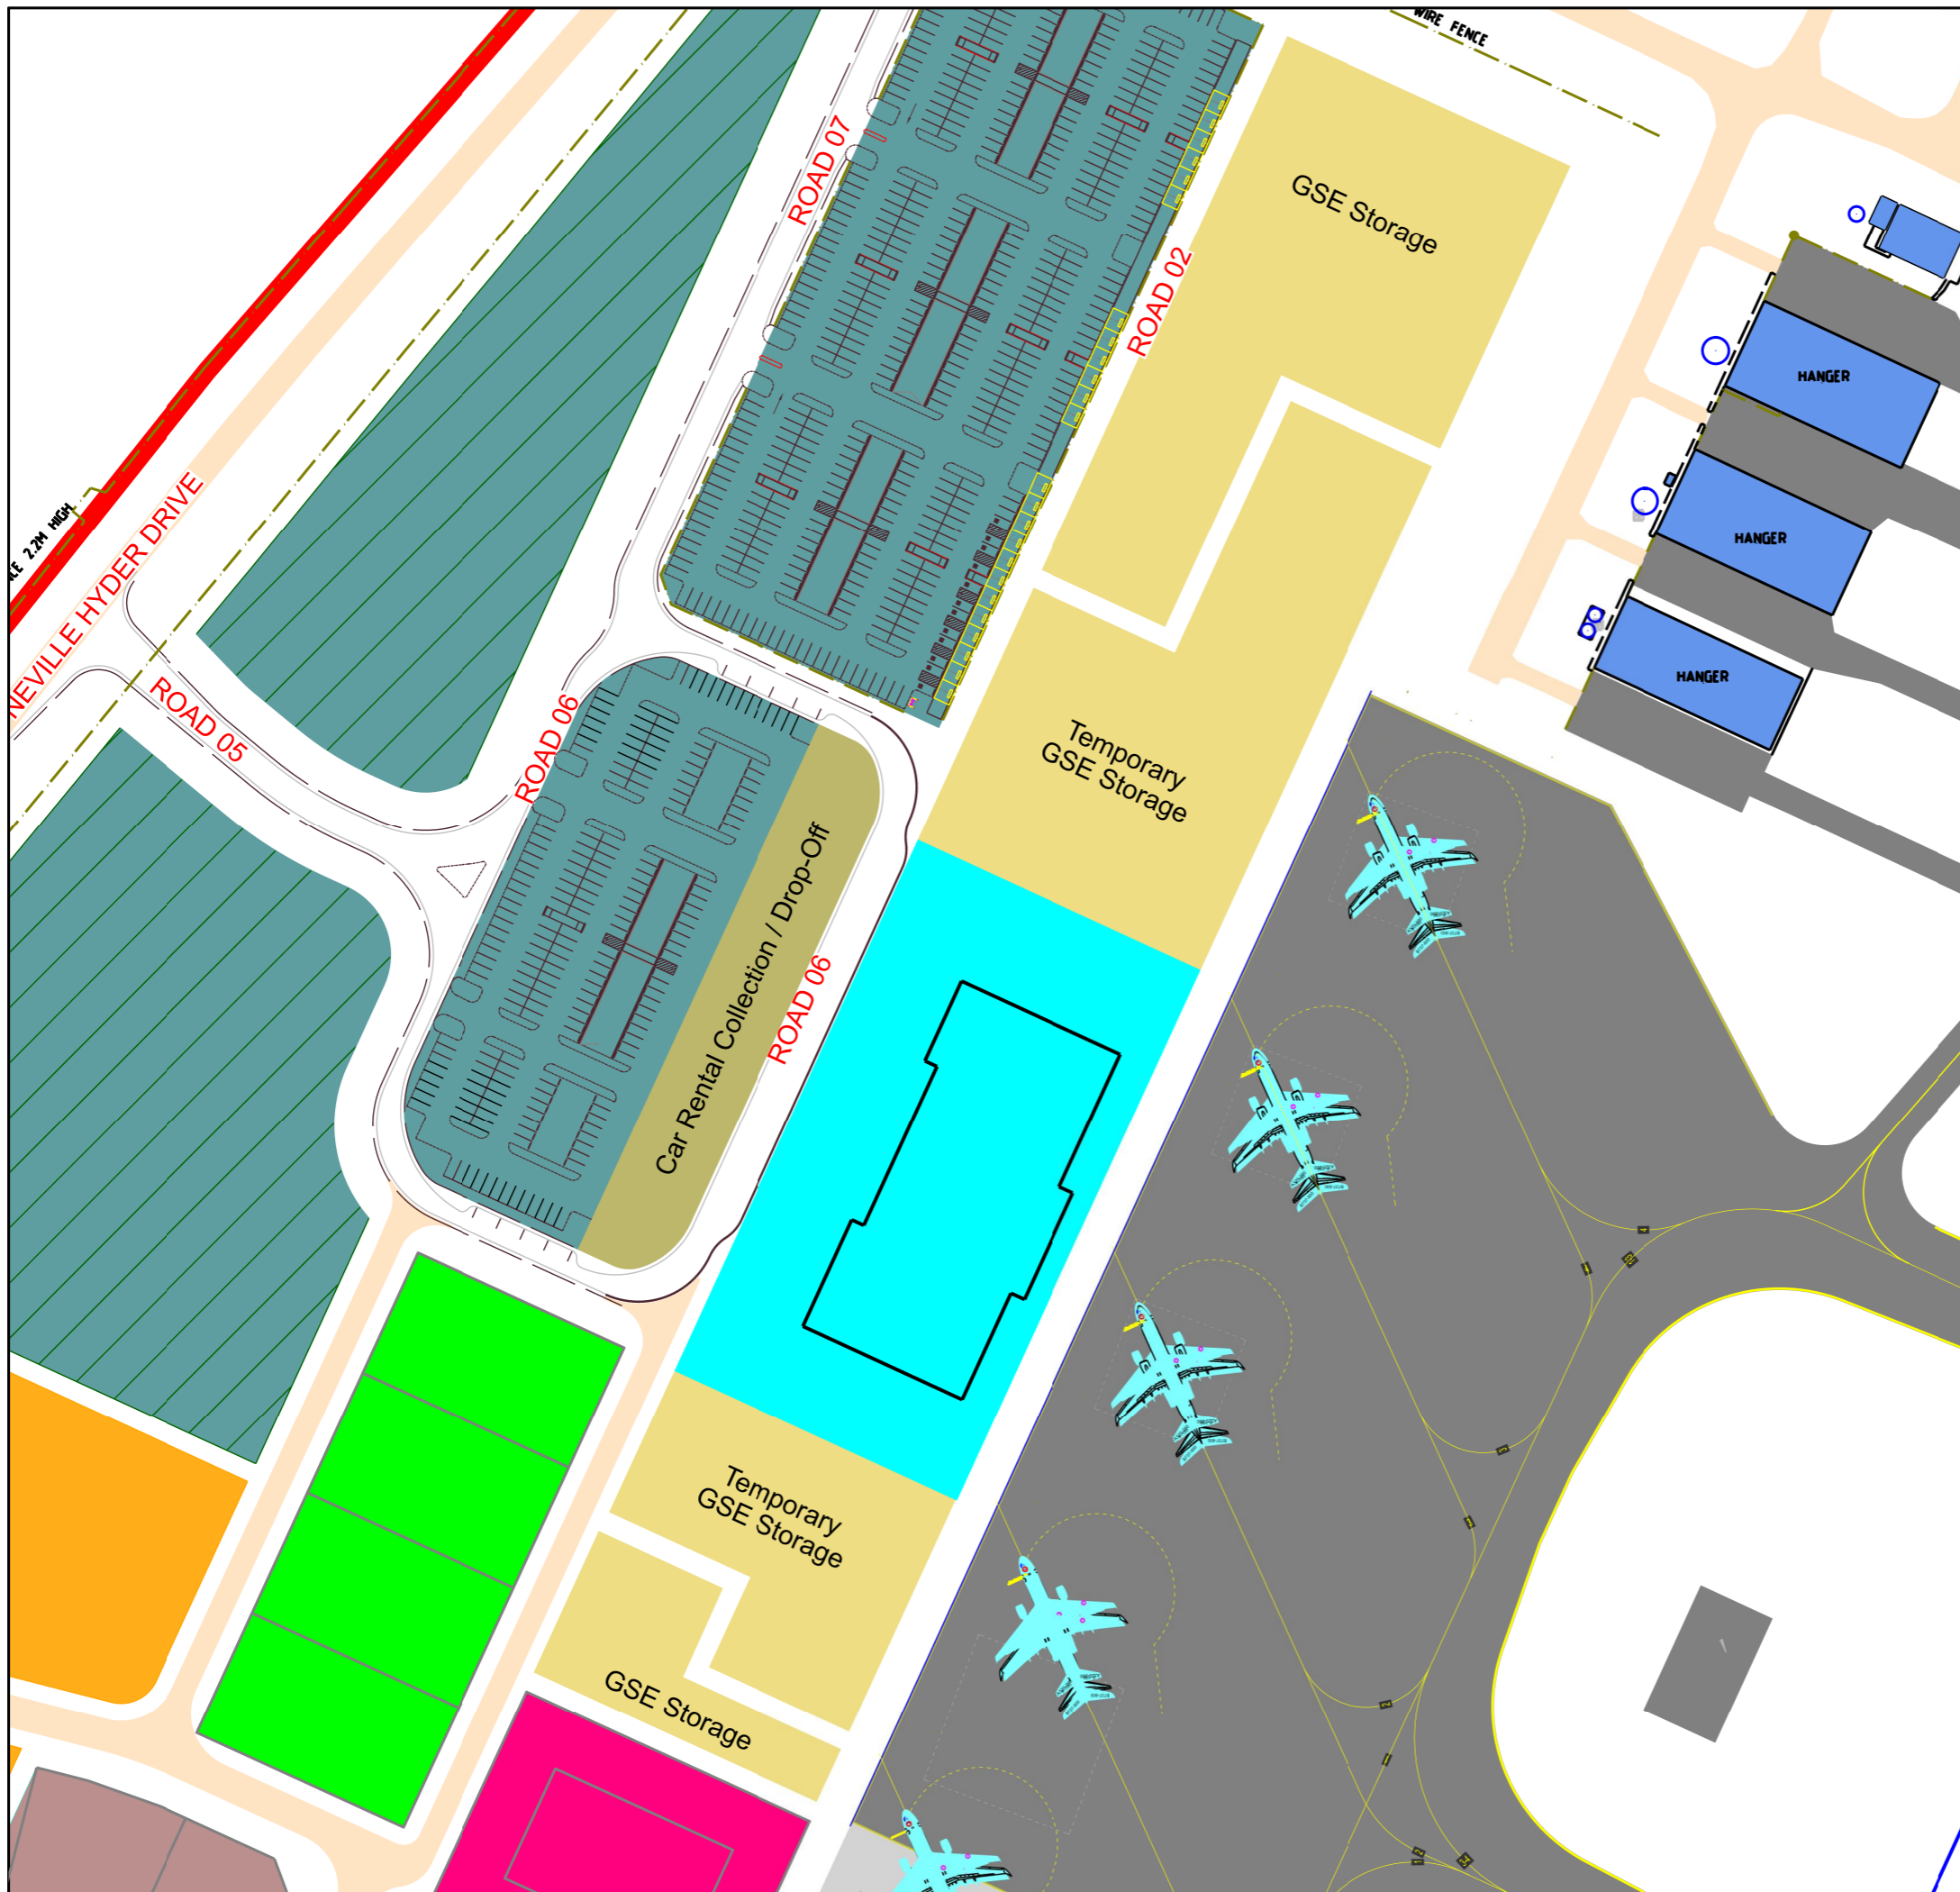 WIRE FENCE
ROAD 07
GSE Storage
ROAD 02
HANGER
2.2M HIGH
NEVILLE HYDER DRIVE
HANGER
HANGER
ROAD 05
ROAD 06
Temporary
GSE Storage
Car Rental Collection / Drop-Off
ROAD 06
Temporary
GSE Storage
GSE Storage